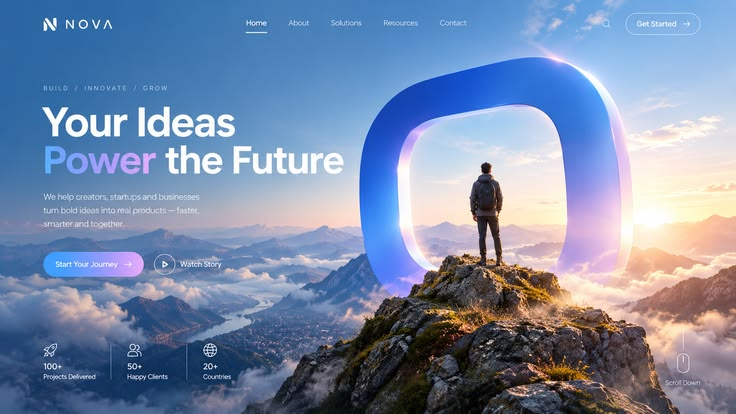 NOVA
Home
About
Solutions
Resources
Contact
Get Started
BUILD / INNOVATE / GROW
Your Ideas
Power the Future
We help creators, startups and businesses
turn bold ideas into real products — faster,
smarter and together.
Start Your Journey
Watch Story
100+
Projects Delivered
50+
Happy Clients
20+
Countries
Scroll Down